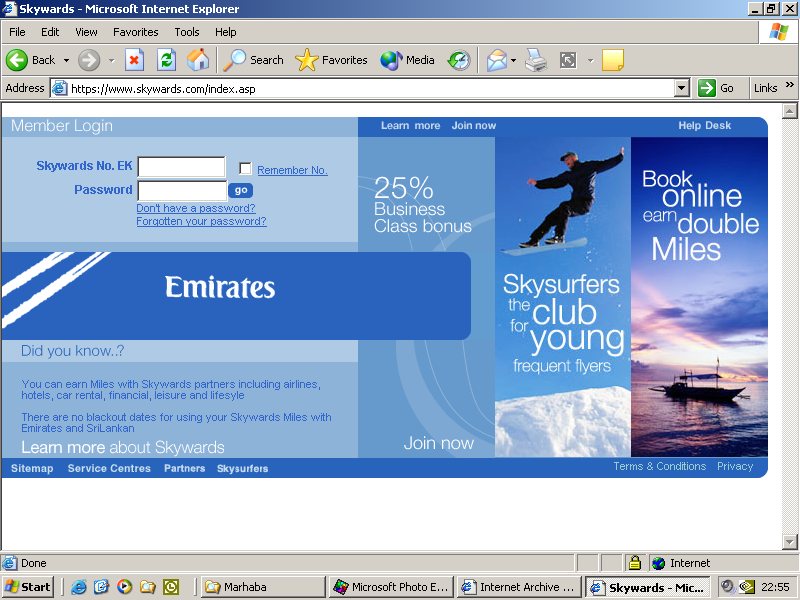 Skywards - Microsoft Internet Explorer
File Edit View Favorites Tools Help
Back Search Favorites Media
Address https://www.skywards.com/index.asp Go Links »
Member Login
Learn more Join now Help Desk
Skywards No. EK Remember No.
Password go
Don't have a password?
Forgotten your password?
25%
Business
Class bonus
Join now
Skysurfers
the club
for young
frequent flyers
Book
online
earn double
Miles
Emirates
Did you know..?
You can earn Miles with Skywards partners including airlines,
hotels, car rental, financial, leisure and lifesyle
There are no blackout dates for using your Skywards Miles with
Emirates and SriLankan
Learn more about Skywards
Sitemap Service Centres Partners Skysurfers
Terms & Conditions Privacy
Done Internet
Start Marhaba Microsoft Photo E... Internet Archive ... Skywards - Mic... 22:55